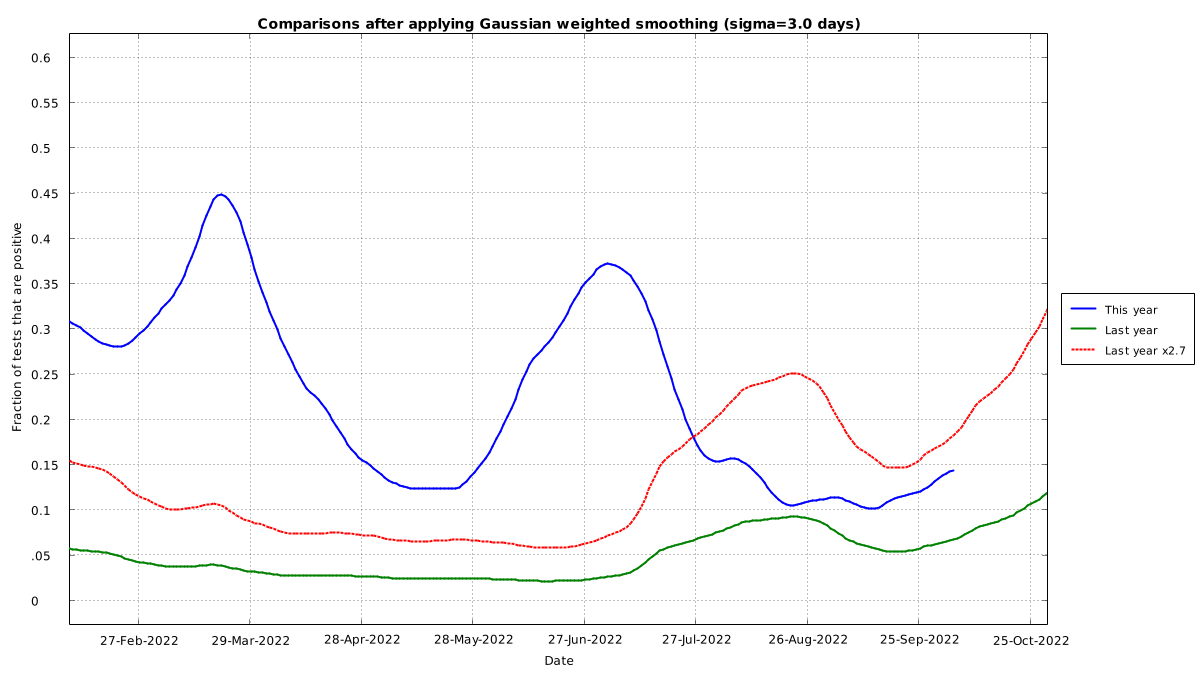 Comparisons after applying Gaussian weighted smoothing (sigma=3.0 days)
Fraction of tests that are positive
0.6
0.55
0.5
0.45
0.4
0.35
0.3
0.25
0.2
0.15
0.1
.05
0
27-Feb-2022 29-Mar-2022 28-Apr-2022 28-May-2022 27-Jun-2022 27-Jul-2022 26-Aug-2022 25-Sep-2022 25-Oct-2022
Date
This year
Last year
Last year x2.7